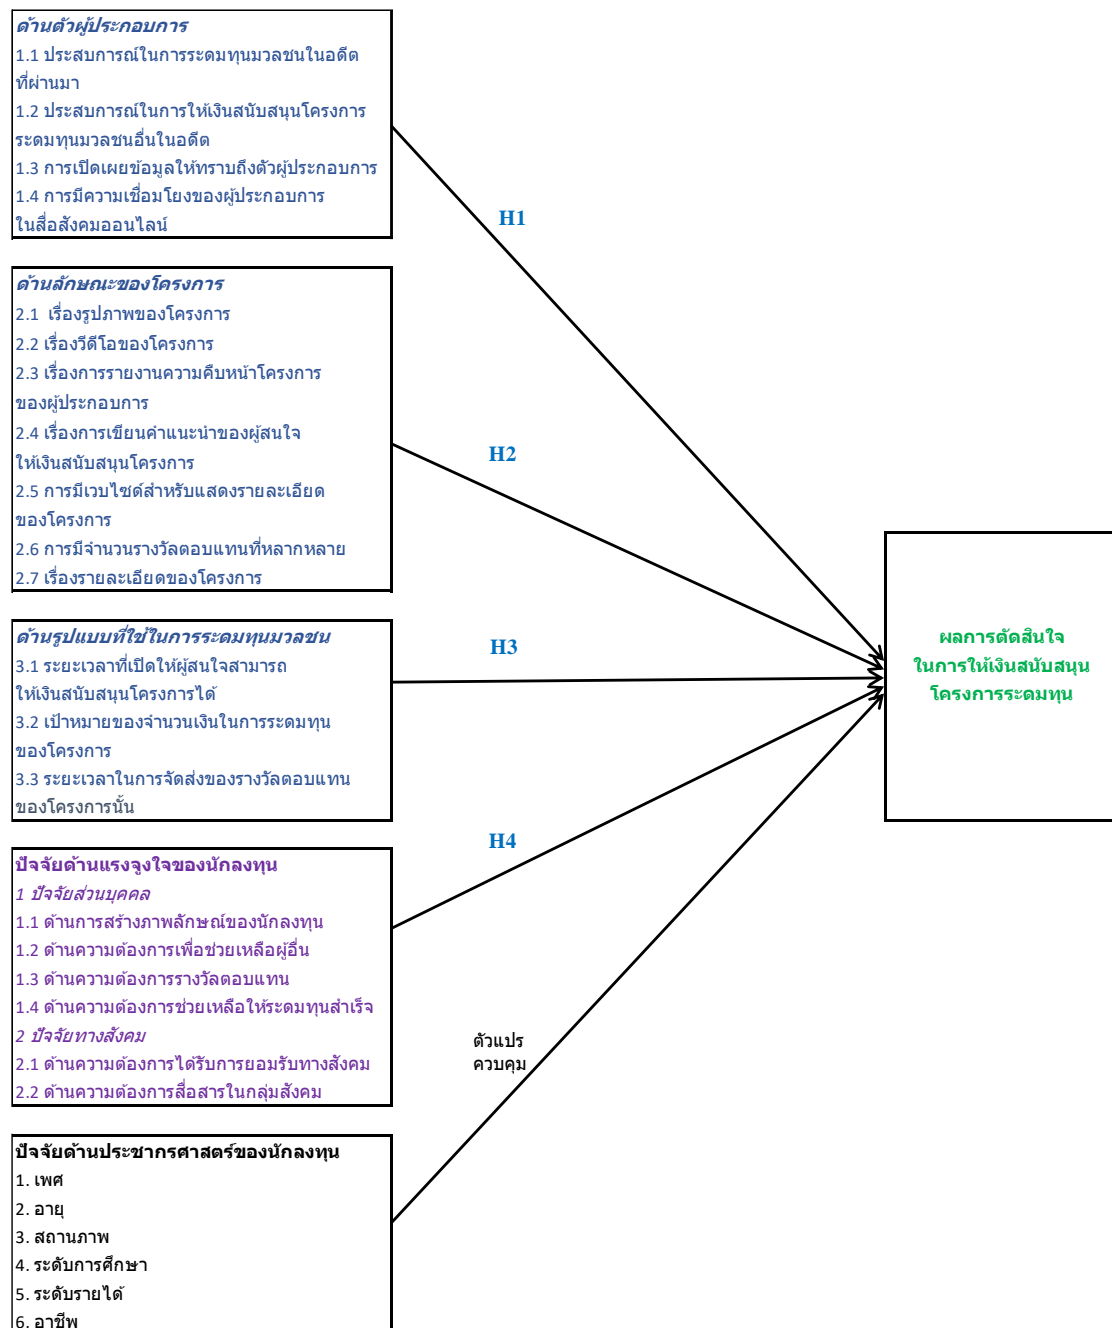 ด้านตัวผู้ประกอบการ
1.1 ประสบการณ์ในการระดมทุนมวลชนในอดีต
ที่ผ่านมา
1.2 ประสบการณ์ในการให้เงินสนับสนุนโครงการ
ระดมทุนมวลชนอื่นในอดีต
1.3 การเปิดเผยข้อมูลให้ทราบถึงตัวผู้ประกอบการ
1.4 การมีความเชื่อมโยงของผู้ประกอบการ
ในสื่อสังคมออนไลน์
H1
ด้านลักษณะของโครงการ
2.1 เรื่องรูปภาพของโครงการ
2.2 เรื่องวีดีโอของโครงการ
2.3 เรื่องการรายงานความคืบหน้าโครงการ
ของผู้ประกอบการ
2.4 เรื่องการเขียนคำแนะนำของผู้สนใจ
ให้เงินสนับสนุนโครงการ
2.5 การมีเวบไซด์สำหรับแสดงรายละเอียด
ของโครงการ
2.6 การมีจำนวนรางวัลตอบแทนที่หลากหลาย
2.7 เรื่องรายละเอียดของโครงการ
H2
ด้านรูปแบบที่ใช้ในการระดมทุนมวลชน
3.1 ระยะเวลาที่เปิดให้ผู้สนใจสามารถ
ให้เงินสนับสนุนโครงการได้
3.2 เป้าหมายของจำนวนเงินในการระดมทุน
ของโครงการ
3.3 ระยะเวลาในการจัดส่งของรางวัลตอบแทน
ของโครงการนั้น
H3
ผลการตัดสินใจ
ในการให้เงินสนับสนุน
โครงการระดมทุน
ปัจจัยด้านแรงจูงใจของนักลงทุน
1 ปัจจัยส่วนบุคคล
1.1 ด้านการสร้างภาพลักษณ์ของนักลงทุน
1.2 ด้านความต้องการเพื่อช่วยเหลือผู้อื่น
1.3 ด้านความต้องการรางวัลตอบแทน
1.4 ด้านความต้องการช่วยเหลือให้ระดมทุนสำเร็จ
2 ปัจจัยทางสังคม
2.1 ด้านความต้องการได้รับการยอมรับทางสังคม
2.2 ด้านความต้องการสื่อสารในกลุ่มสังคม
H4
ตัวแปร
ควบคุม
ปัจจัยด้านประชากรศาสตร์ของนักลงทุน
1. เพศ
2. อายุ
3. สถานภาพ
4. ระดับการศึกษา
5. ระดับรายได้
6. อาชีพ